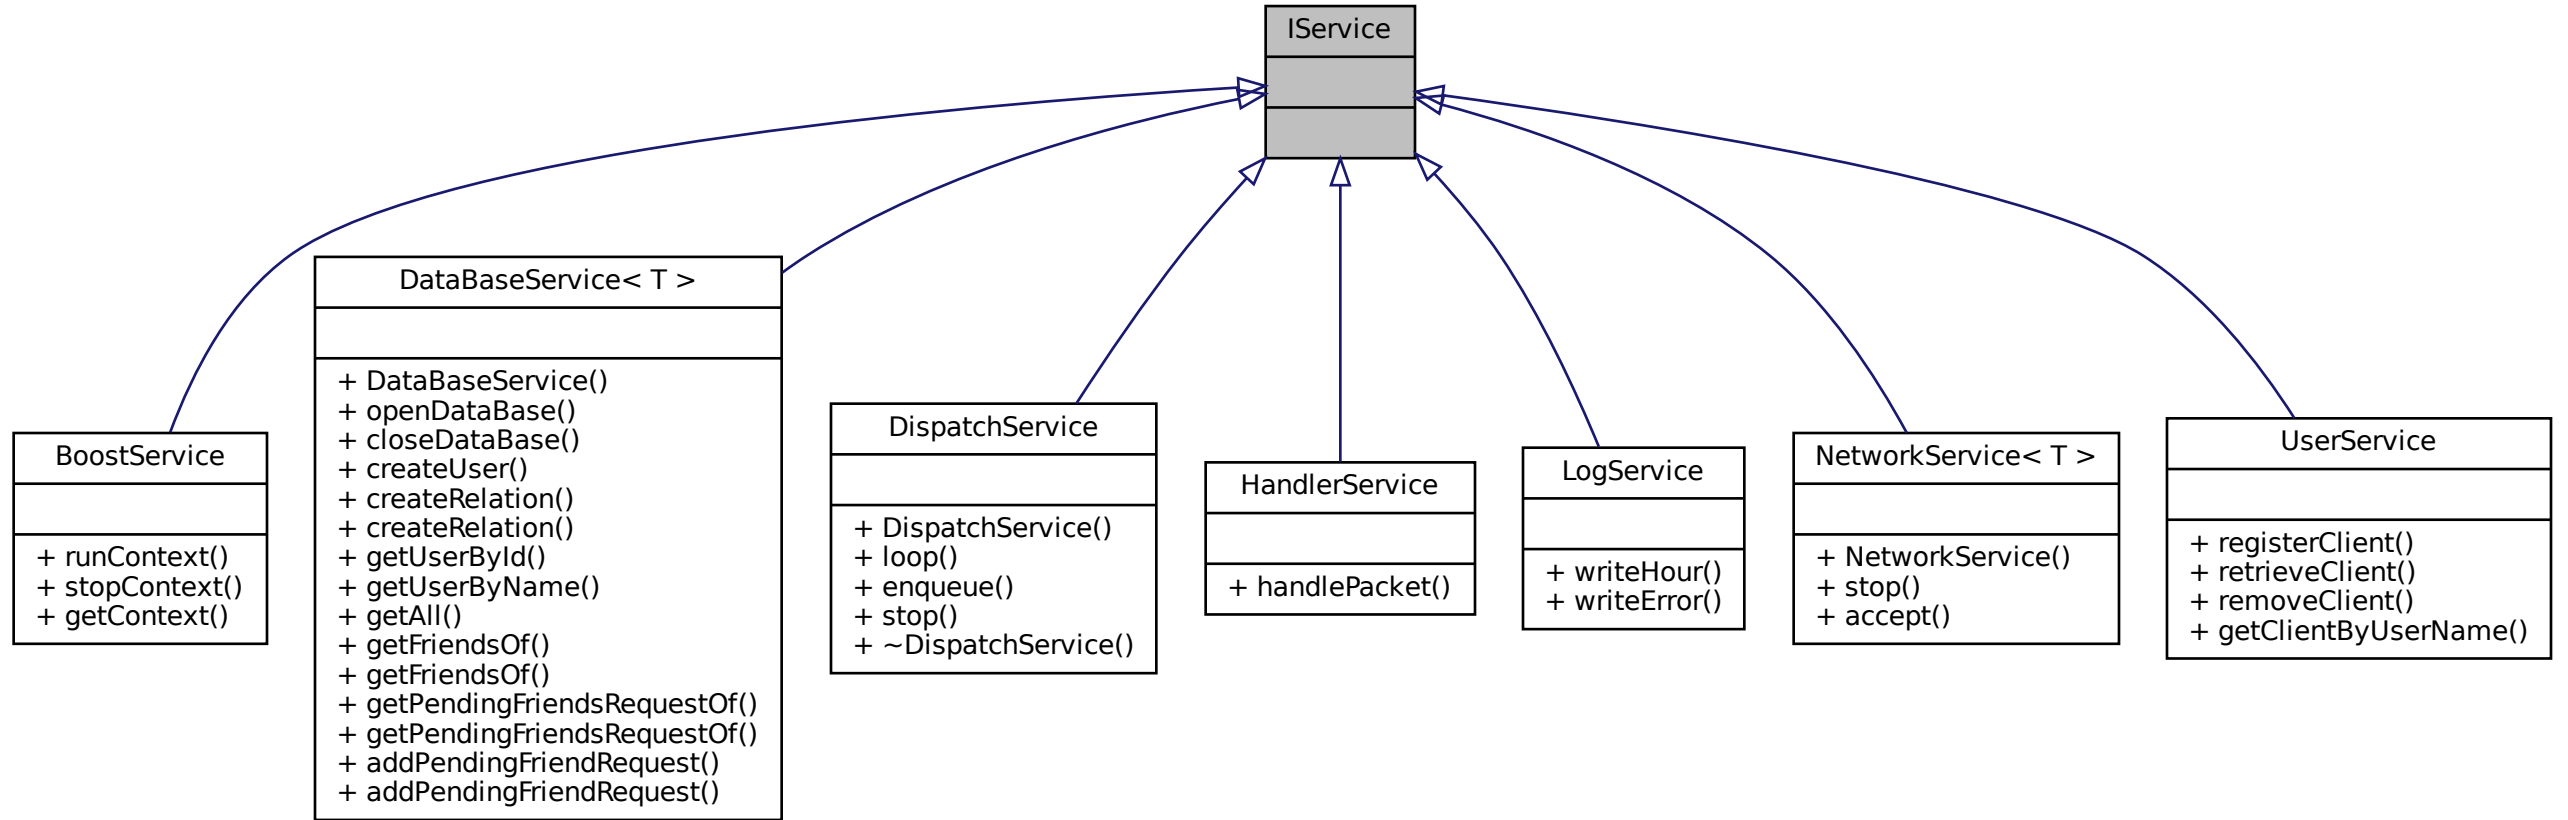 IService
DataBaseService< T >
+ DataBaseService()
+ openDataBase()
+ closeDataBase()
+ createUser()
+ createRelation()
+ createRelation()
+ getUserById()
+ getUserByName()
+ getAll()
+ getFriendsOf()
+ getFriendsOf()
+ getPendingFriendsRequestOf()
+ getPendingFriendsRequestOf()
+ addPendingFriendRequest()
+ addPendingFriendRequest()
BoostService
+ runContext()
+ stopContext()
+ getContext()
DispatchService
+ DispatchService()
+ loop()
+ enqueue()
+ stop()
+ ~DispatchService()
HandlerService
+ handlePacket()
LogService
+ writeHour()
+ writeError()
NetworkService< T >
+ NetworkService()
+ stop()
+ accept()
UserService
+ registerClient()
+ retrieveClient()
+ removeClient()
+ getClientByUserName()